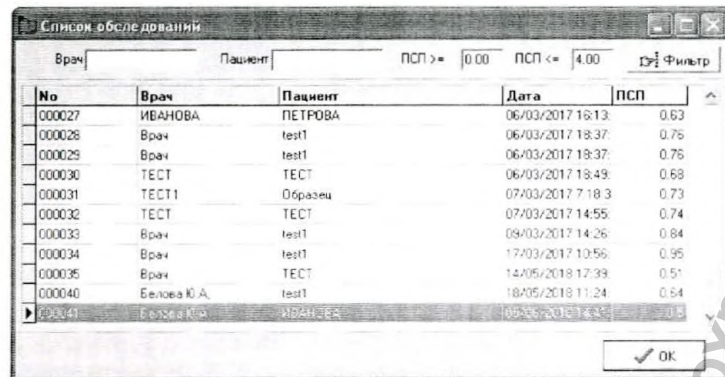 Список обследований
Врач Пациент ПСП >= 0.00 ПСП <= 4.00 Фильтр
No Врач Пациент Дата ПСП
000027 ИВАНОВА ПЕТРОВА 06/03/2017 16:13: 0.63
000028 Врач test1 06/03/2017 18:37: 0.76
000029 Врач test1 06/03/2017 18:37: 0.76
000030 ТЕСТ ТЕСТ 06/03/2017 18:49: 0.68
000031 ТЕСТ1 Образец 07/03/2017 7:18:3 0.73
000032 ТЕСТ ТЕСТ 07/03/2017 14:55: 0.74
000033 Врач test1 09/03/2017 14:26: 0.84
000034 Врач test1 17/03/2017 10:56: 0.95
000035 Врач ТЕСТ 14/05/2018 17:39: 0.51
000040 Белова Ю.А. test1 18/05/2018 11:24: 0.64
000041 Белова Ю.А. ИВАНОВА
OK